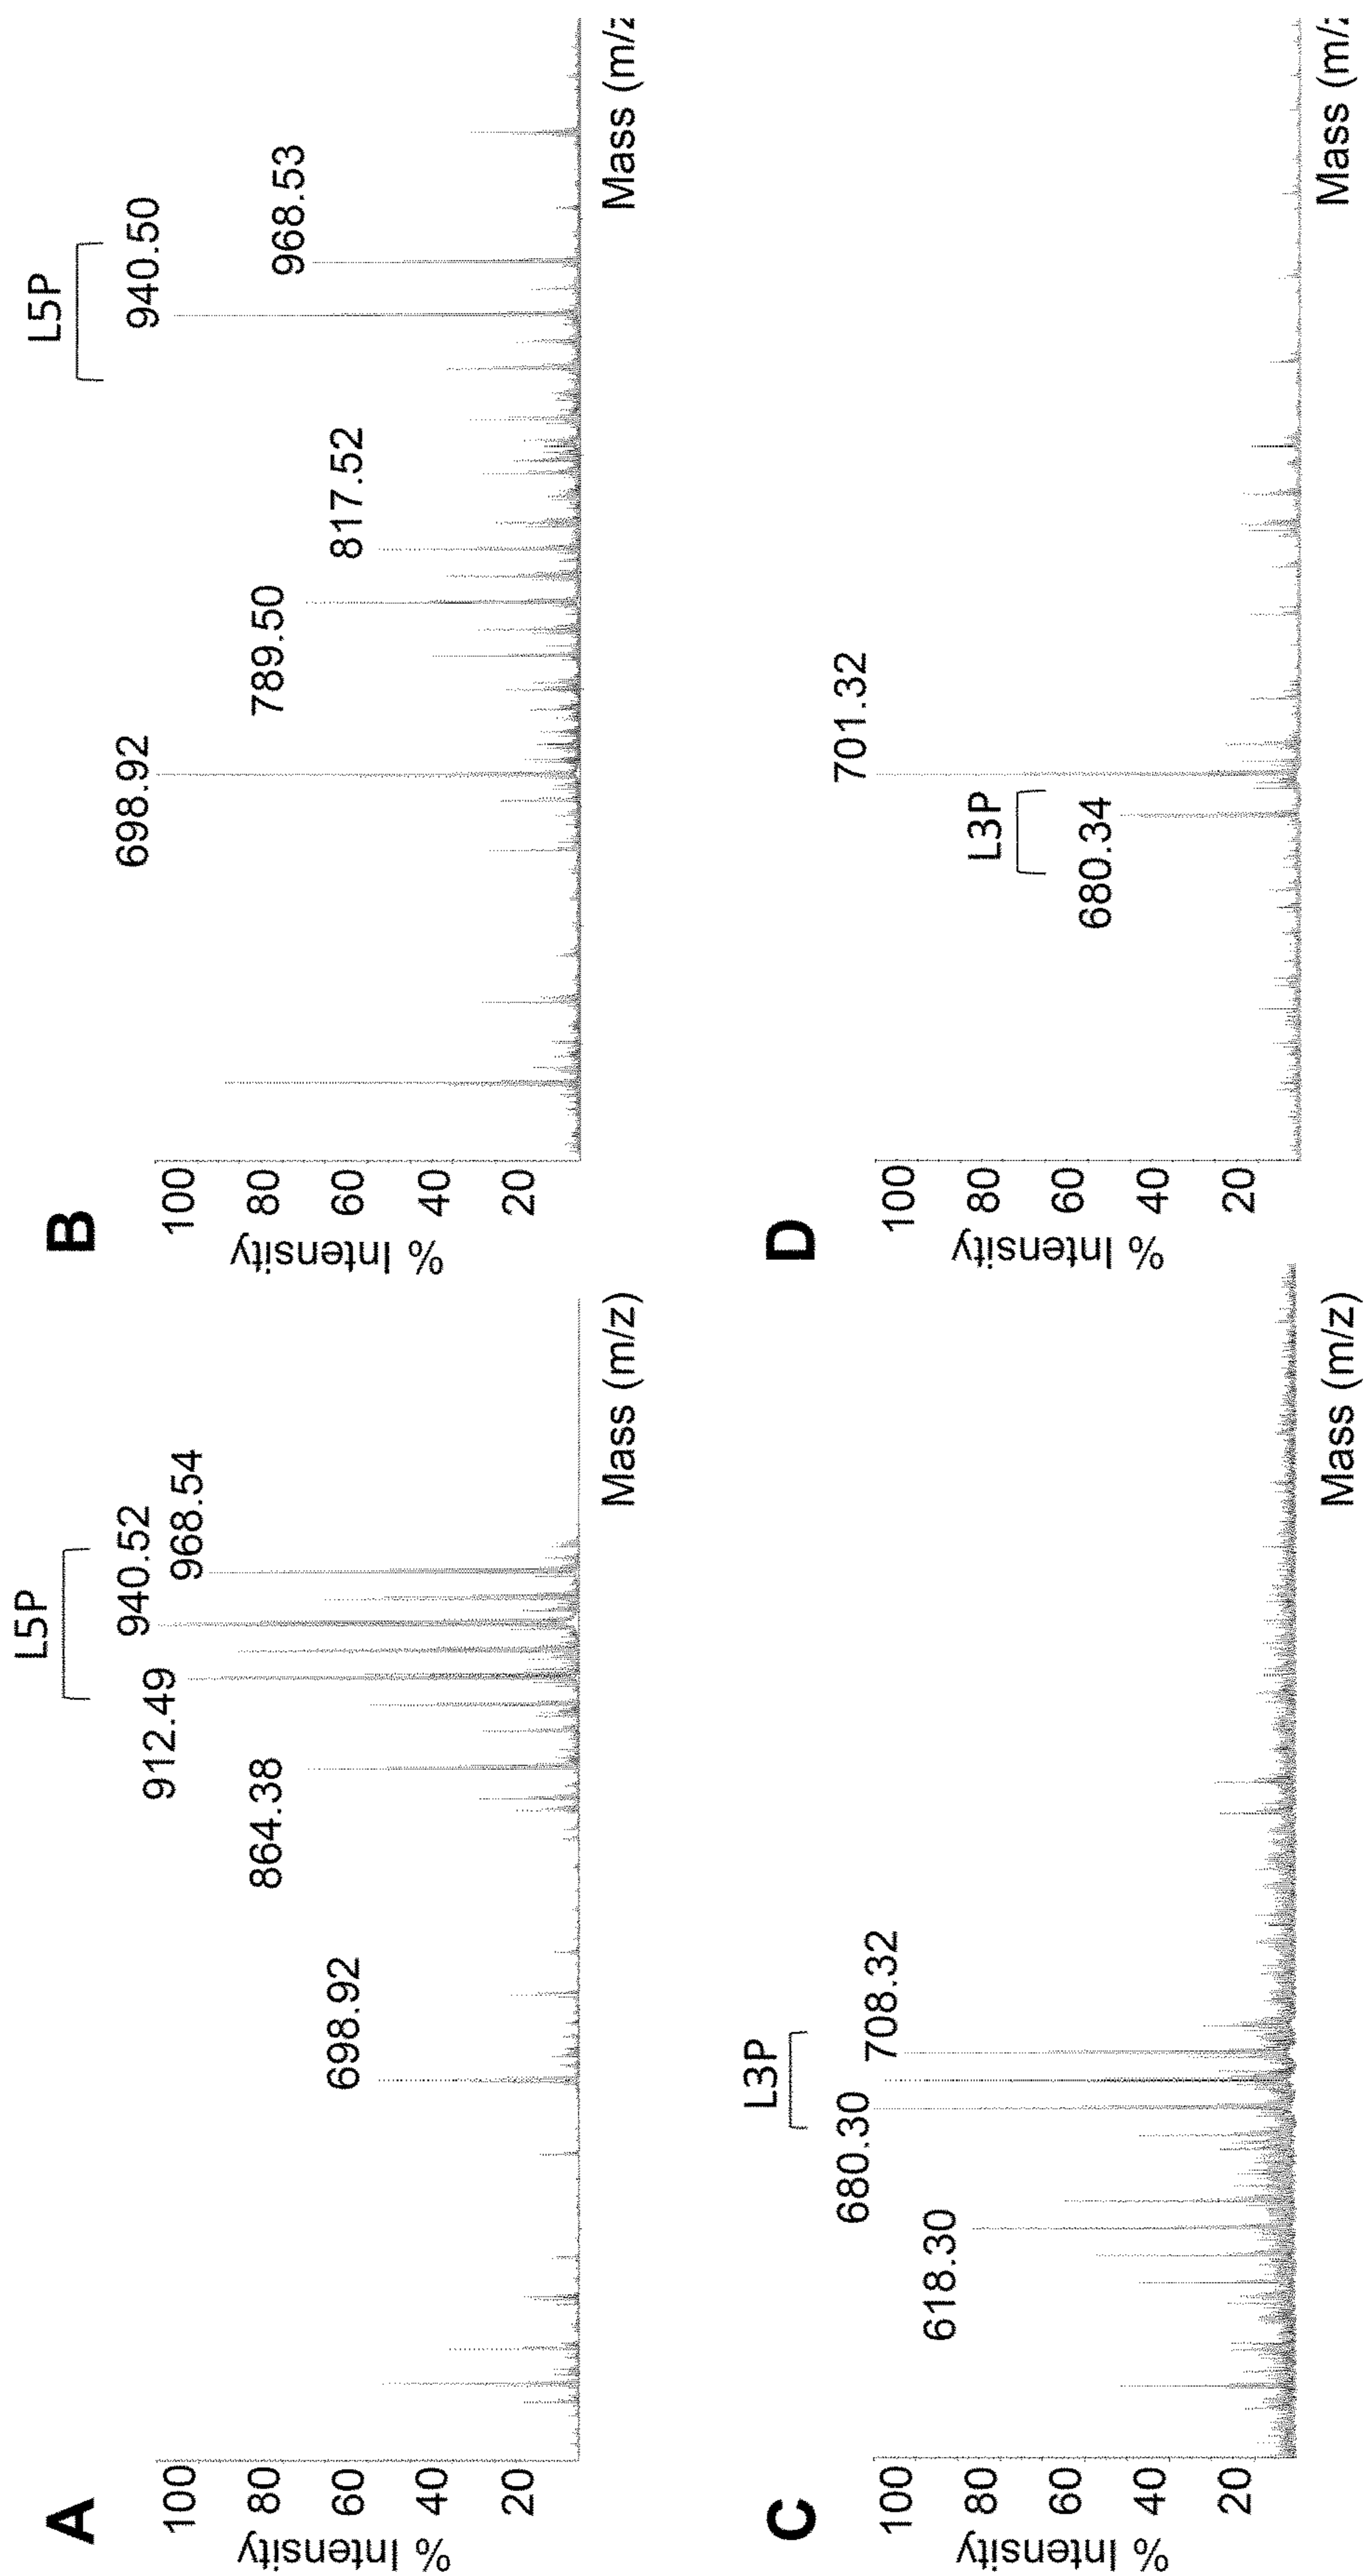 A
L5P
940.52
968.54
912.49
864.38
698.92
100
80
60
40
20
% Intensity
Mass (m/z)
B
L5P
940.50
968.53
698.92
817.52
789.50
100
80
60
40
20
% Intensity
Mass (m/z
C
L3P
680.30
708.32
618.30
100
80
60
40
20
% Intensity
Mass (m/z)
D
701.32
L3P
680.34
100
80
60
40
20
% Intensity
Mass (m/